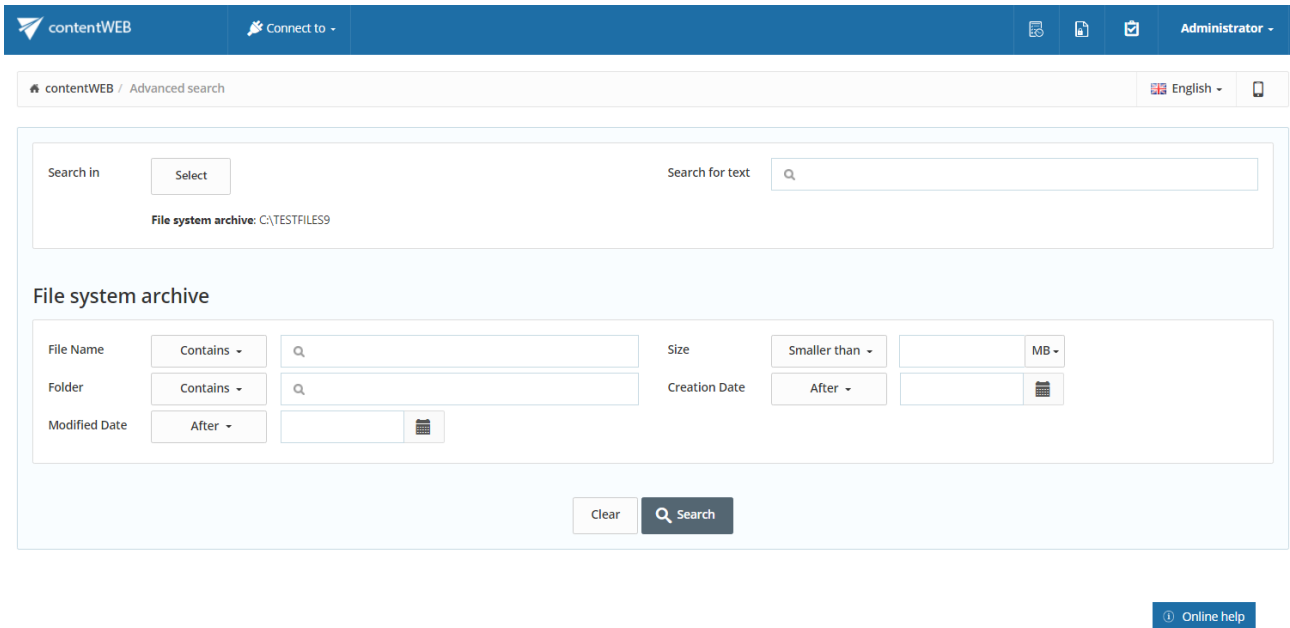 contentWEB Connect to Administrator
contentWEB / Advanced search English
Search in Select Search for text
File system archive: C:\TESTFILES9
File system archive
File Name Contains Size Smaller than MB
Folder Contains Creation Date After
Modified Date After
Clear Search
Online help